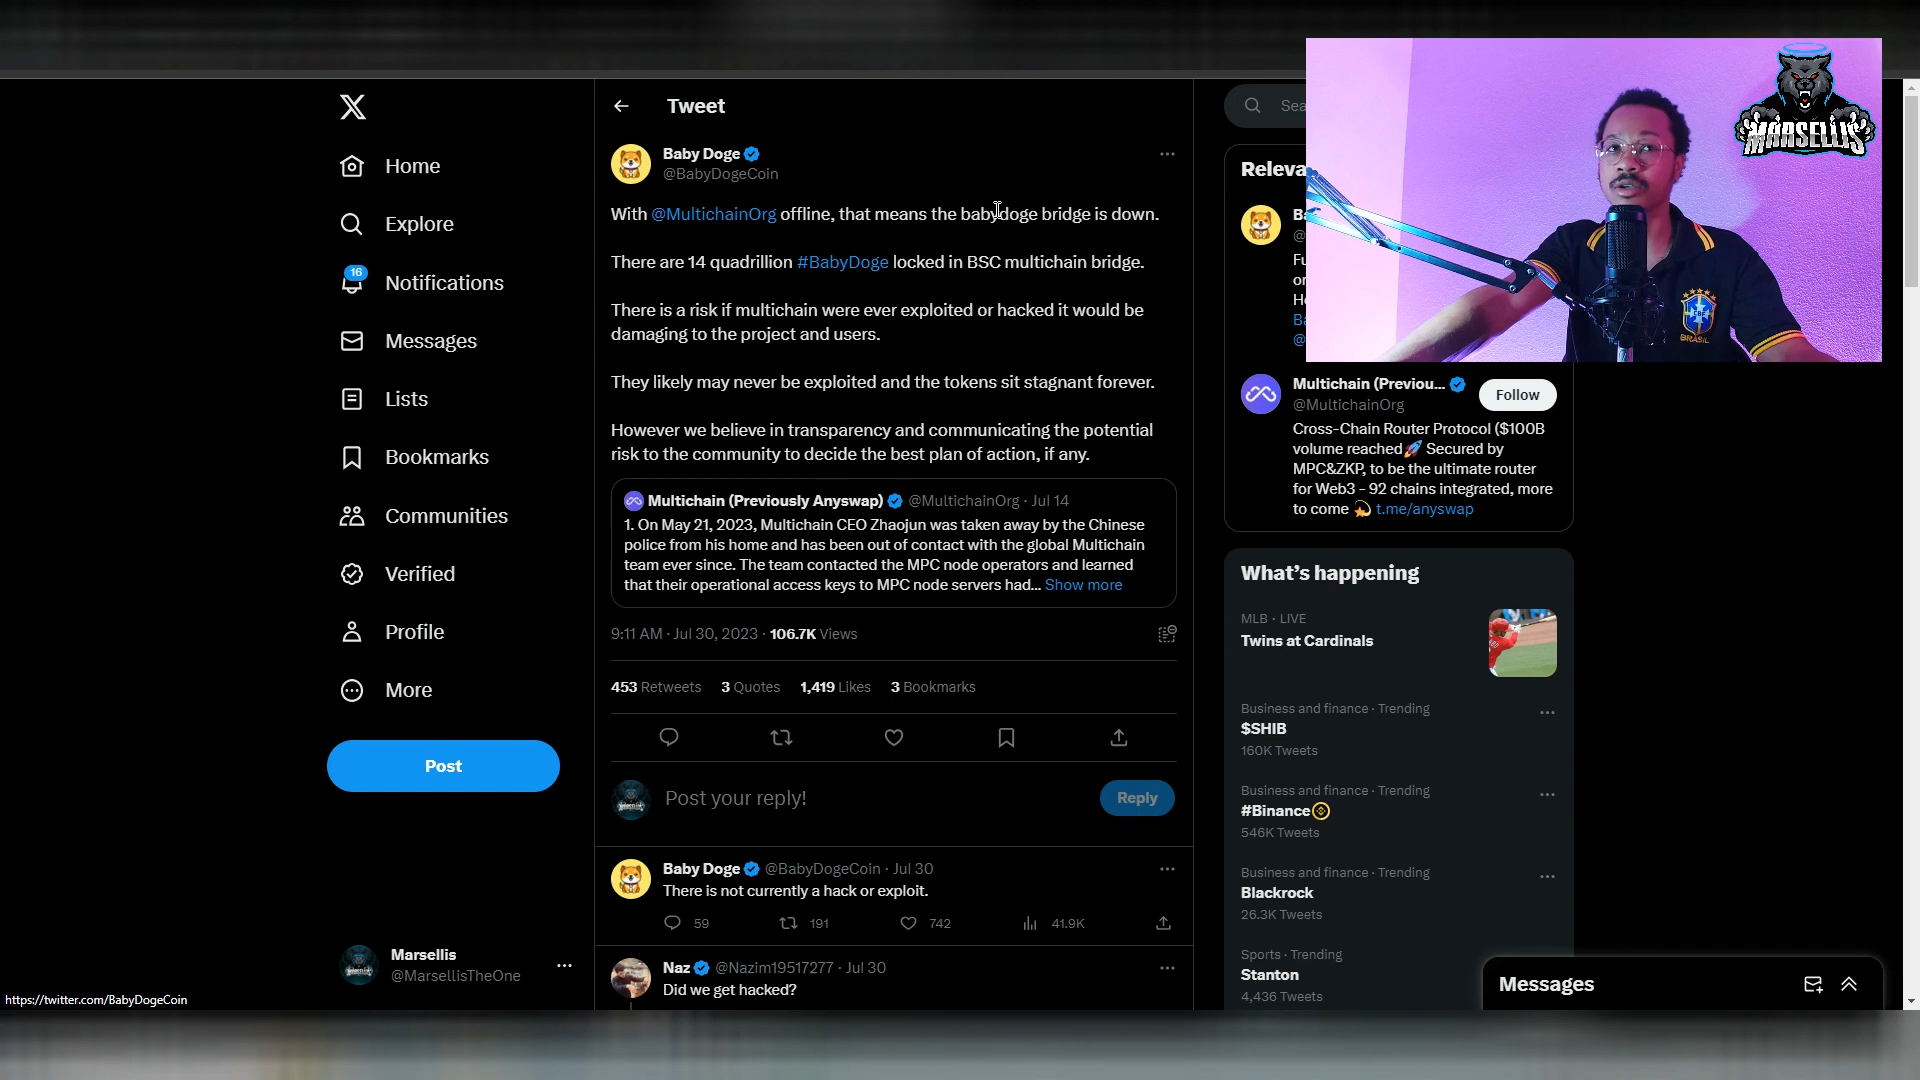 Tweet
Sea
Home
Explore
16
Notifications
Messages
Lists
Bookmarks
Communities
Verified
Profile
More
Post
Marsellis
@MarsellisTheOne
https://twitter.com/BabyDogeCoin
Baby Doge
@BabyDogeCoin
With @MultichainOrg offline, that means the babydoge bridge is down.
There are 14 quadrillion #BabyDoge locked in BSC multichain bridge.
There is a risk if multichain were ever exploited or hacked it would be
damaging to the project and users.
They likely may never be exploited and the tokens sit stagnant forever.
However we believe in transparency and communicating the potential
risk to the community to decide the best plan of action, if any.
Multichain (Previously Anyswap) @MultichainOrg · Jul 14
1. On May 21, 2023, Multichain CEO Zhaojun was taken away by the Chinese
police from his home and has been out of contact with the global Multichain
team ever since. The team contacted the MPC node operators and learned
that their operational access keys to MPC node servers had... Show more
9:11 AM · Jul 30, 2023 · 106.7K Views
453 Retweets 3 Quotes 1,419 Likes 3 Bookmarks
Post your reply!
Reply
Baby Doge @BabyDogeCoin · Jul 30
There is not currently a hack or exploit.
59 191 742 41.9K
Naz @Nazim19517277 · Jul 30
Did we get hacked?
MARSELLIS
BRASIL
Releva
Ba
@
Fu
or
He
Ba
@
Multichain (Previou...
@MultichainOrg
Follow
Cross-Chain Router Protocol ($100B
volume reached🚀 Secured by
MPC&ZKP, to be the ultimate router
for Web3 - 92 chains integrated, more
to come 💫 t.me/anyswap
What's happening
MLB · LIVE
Twins at Cardinals
Business and finance · Trending
$SHIB
160K Tweets
Business and finance · Trending
#Binance
546K Tweets
Business and finance · Trending
Blackrock
26.3K Tweets
Sports · Trending
Stanton
4,436 Tweets
Messages